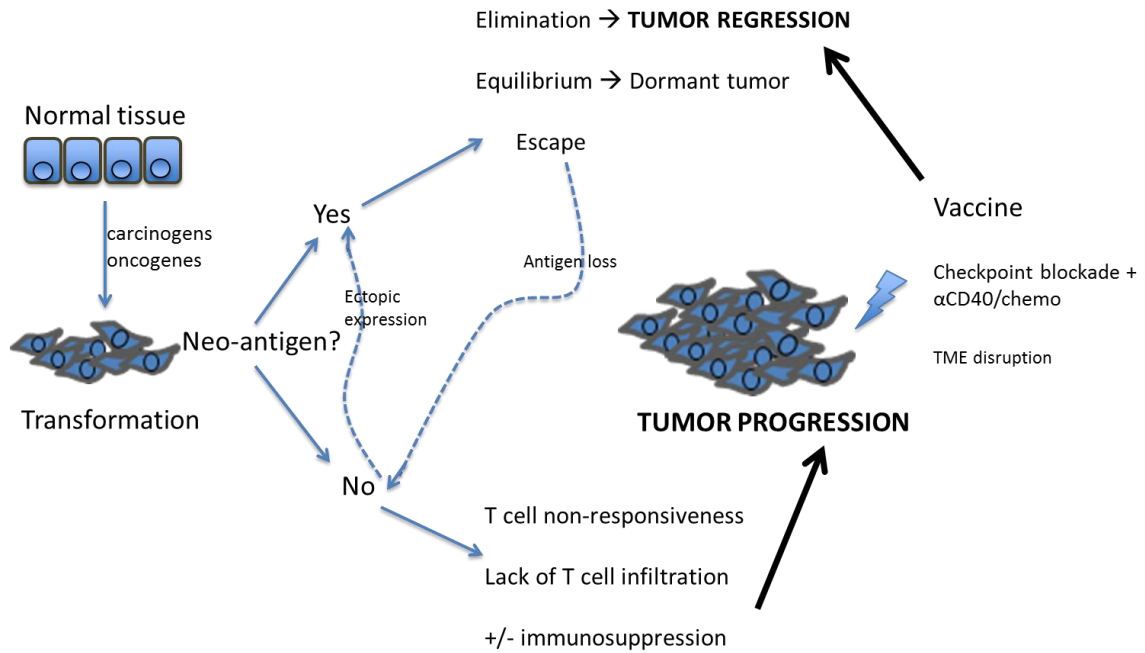 Elimination → TUMOR REGRESSION
Equilibrium → Dormant tumor
Escape
Normal tissue
carcinogens
oncogenes
Yes
Vaccine
Antigen loss
Checkpoint blockade +
αCD40/chemo
Ectopic
expression
Neo-antigen?
TME disruption
Transformation
TUMOR PROGRESSION
No
T cell non-responsiveness
Lack of T cell infiltration
+/- immunosuppression